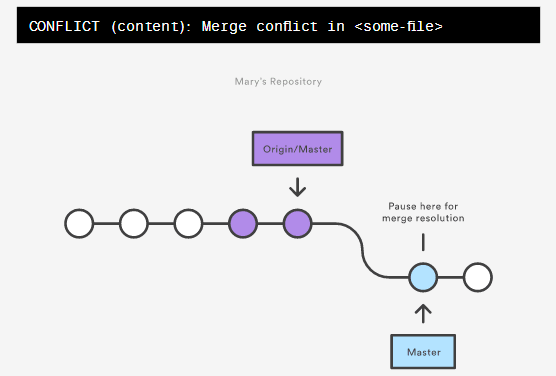 CONFLICT (content): Merge conflict in <some-file>
Mary's Repository
Origin/Master
Pause here for
merge resolution
Master